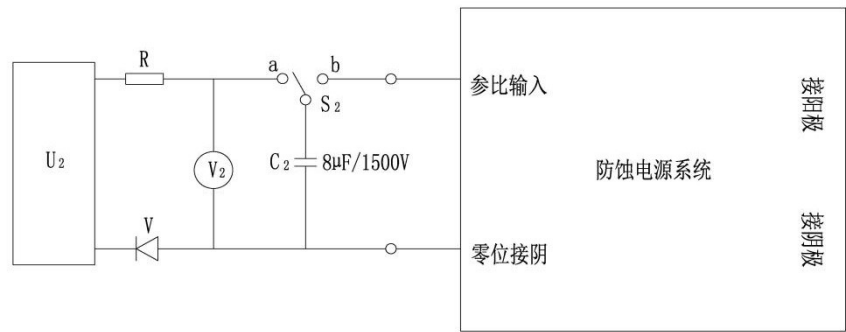 R
a
b
S₂
U₂
V₂
C₂
8μF/1500V
V
参比输入
零位接阴
防蚀电源系统
接阳极
接阴极